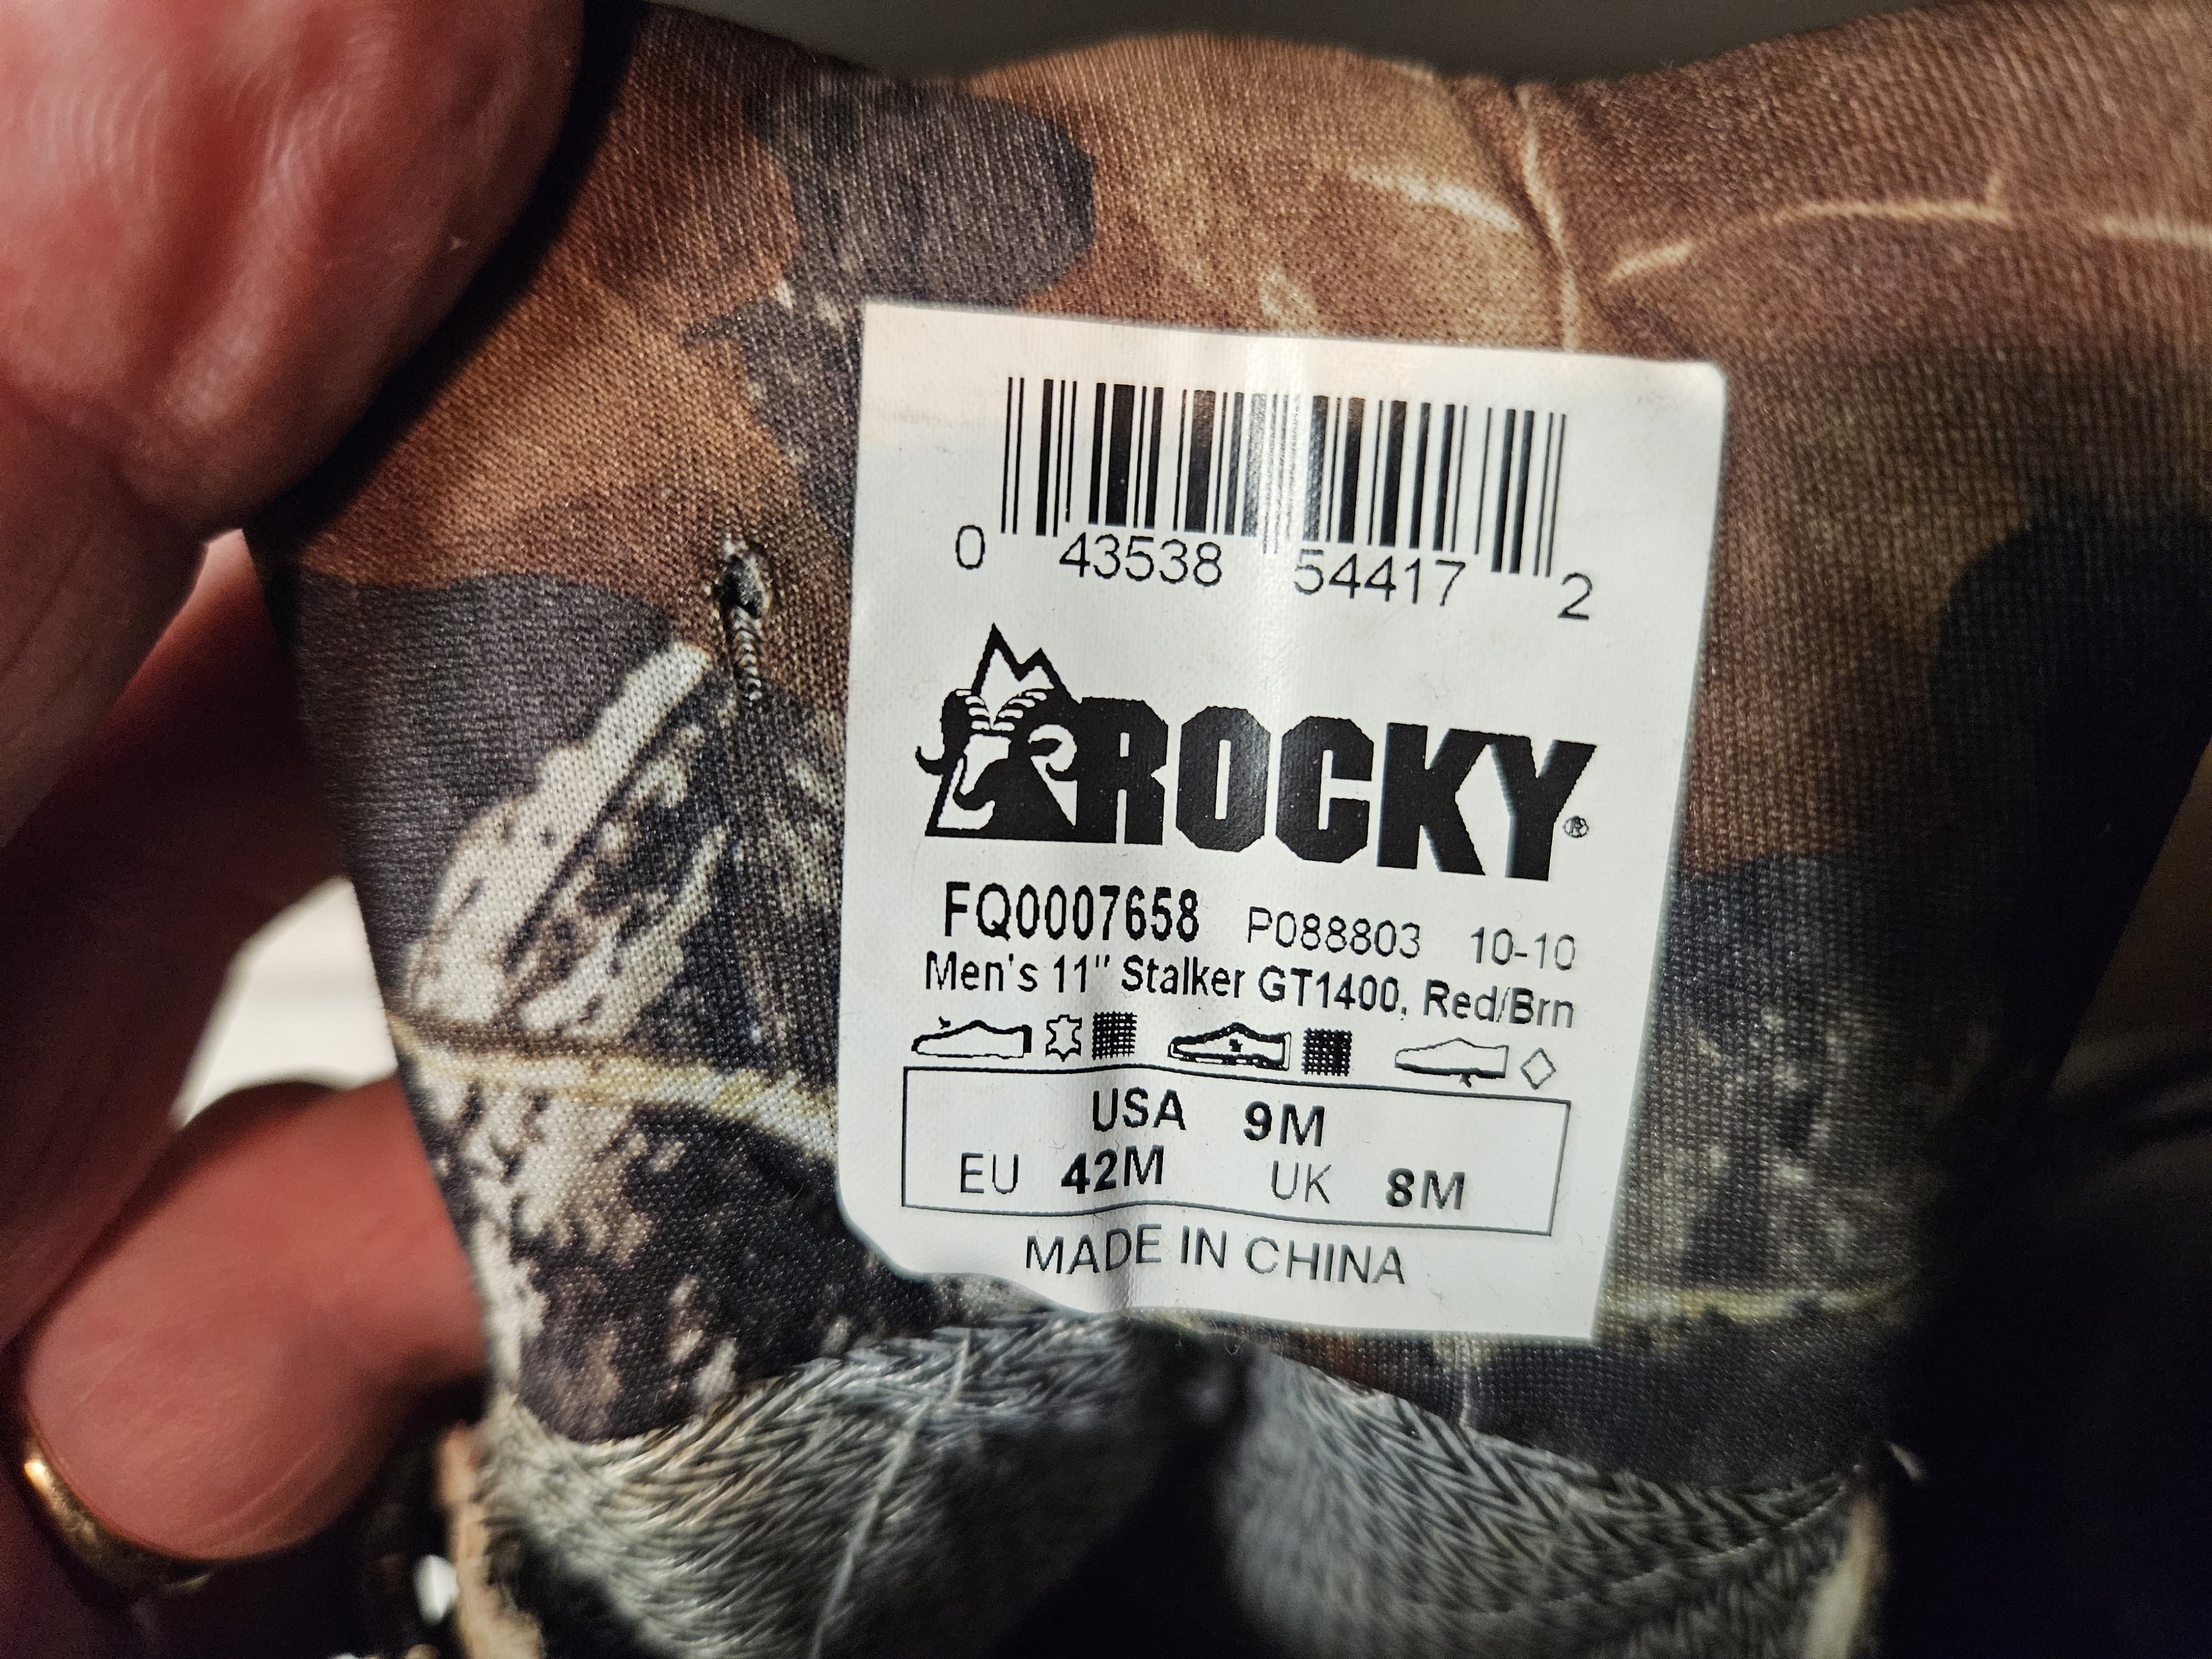 0 43538 54417 2
ROCKY®
FQ0007658 P088803 10-10
Men's 11" Stalker GT1400, Red/Brn
USA 9M
EU 42M UK 8M
MADE IN CHINA